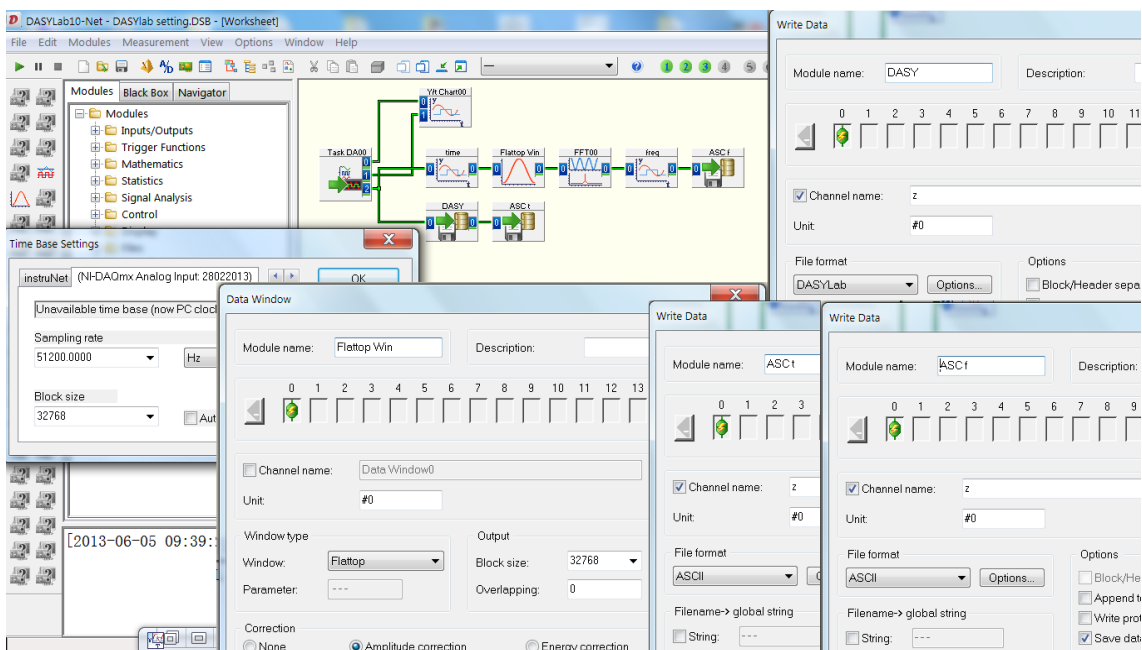 DASYLab10-Net - DASYlab setting.DSB - [Worksheet]
File Edit Modules Measurement View Options Window Help
Modules Black Box Navigator
Modules
Inputs/Outputs
Trigger Functions
Mathematics
Statistics
Signal Analysis
Control
Y/t Chart00
Task DA00
time
Flattop Win
FFT00
freq
ASC f
DASY
ASC t
Write Data
Module name: DASY Description:
0 1 2 3 4 5 6 7 8 9 10 11
Channel name: z
Unit: #0
File format
Options
DASYLab Options... Block/Header sepa
Time Base Settings
instruNet (NI-DAQmx Analog Input: 28022013) OK
Unavailable time base (now PC cloc
Sampling rate
51200.0000 Hz
Block size
32768 Aut
[2013-06-05 09:39:
Data Window
Module name: Flattop Win Description:
0 1 2 3 4 5 6 7 8 9 10 11 12 13
Channel name: Data Window0
Unit: #0
Window type
Output
Window: Flattop Block size: 32768
Parameter: --- Overlapping: 0
Correction
None Amplitude correction Energy correction
Write Data
Module name: ASC t
0 1 2 3
Channel name: z
Unit: #0
File format
ASCII
Filename-> global string
String: ---
Write Data
Module name: ASC f Description:
0 1 2 3 4 5 6 7 8 9
Channel name: z
Unit: #0
File format
Options
ASCII Options... Block/He
Append t
Write prot
Filename-> global string
String: --- Save data